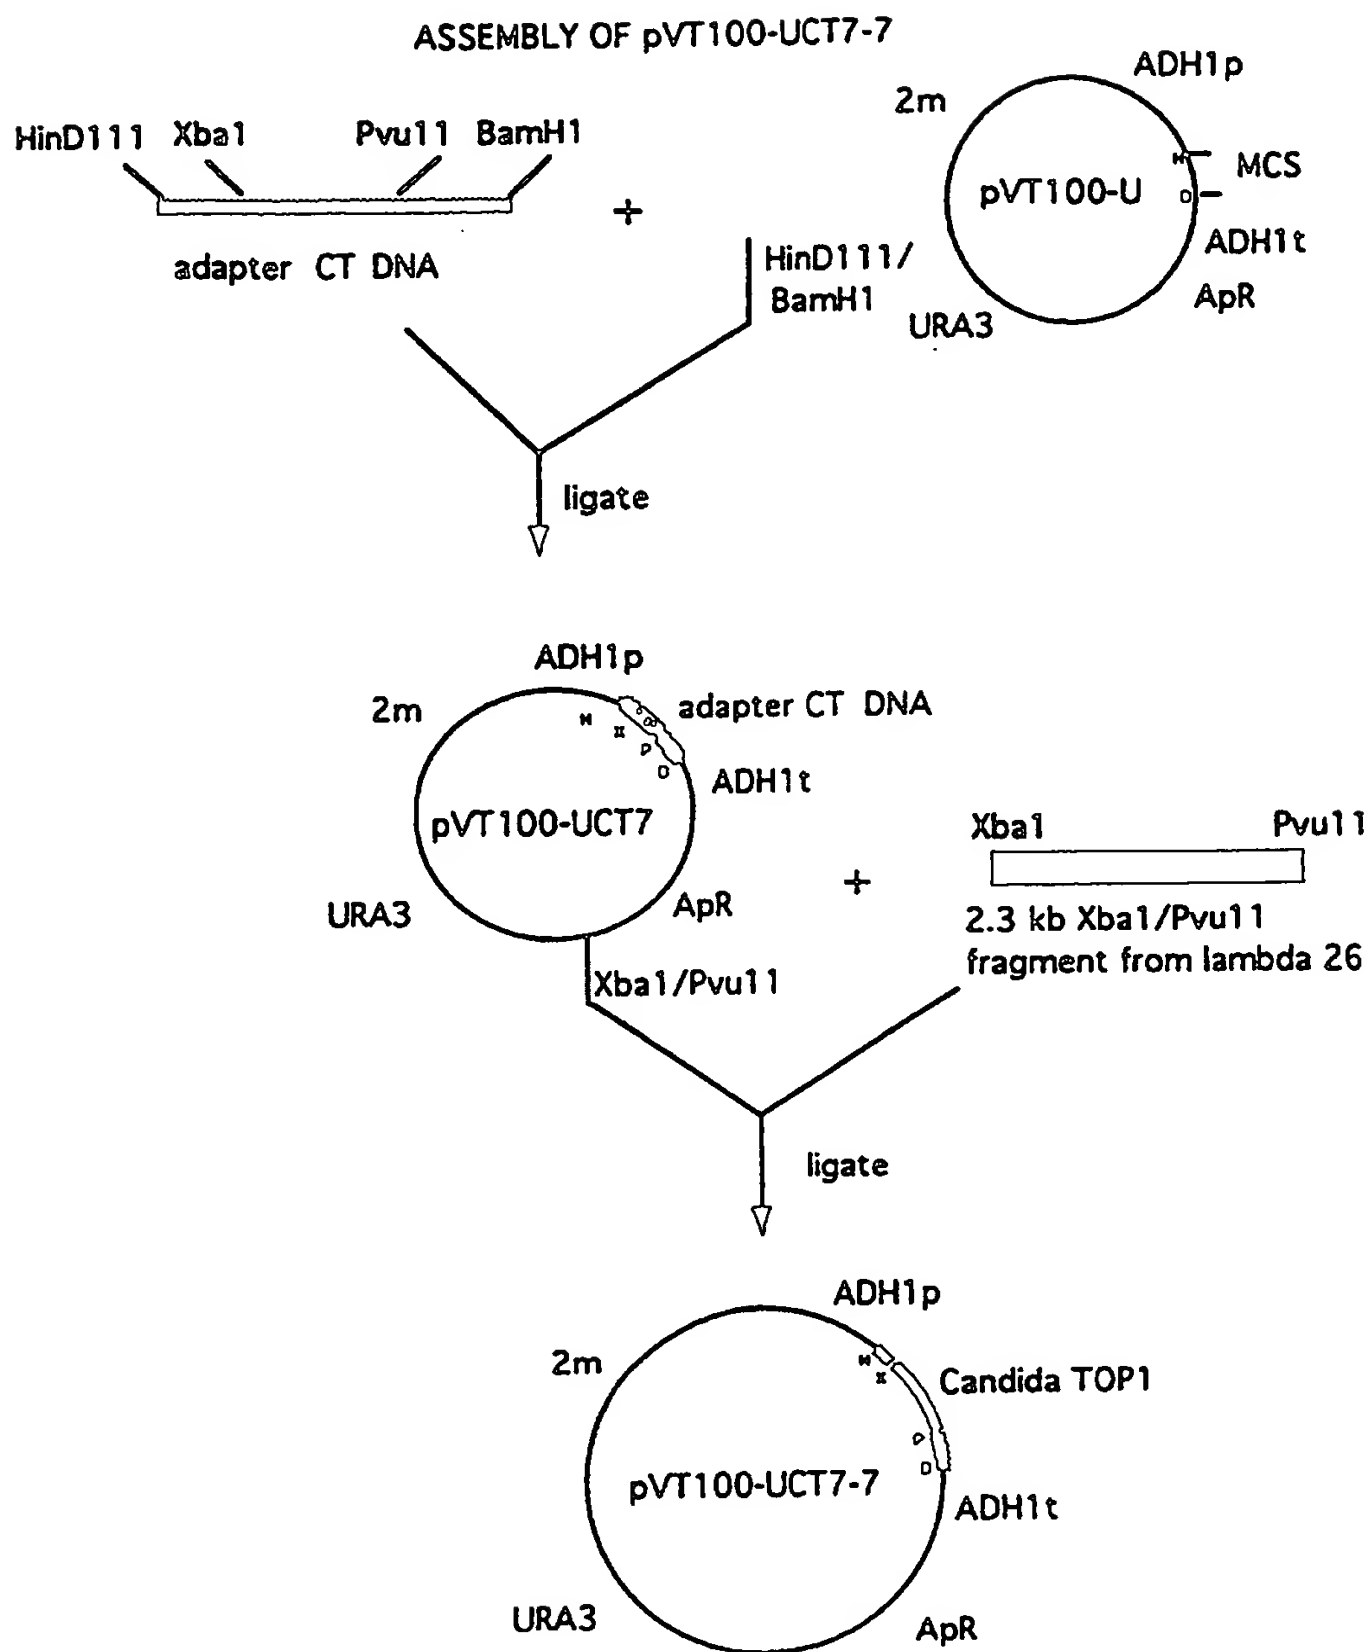 ASSEMBLY OF pVT100-UCT7-7
HinD111 Xba1 Pvu11 BamH1
adapter CT DNA
+
ADH1p
2m
pVT100-U
H
MCS
ADH1t
ApR
URA3
HinD111/
BamH1
ligate
ADH1p
2m
adapter CT DNA
H
X
P
ADH1t
pVT100-UCT7
ApR
URA3
Xba1/Pvu11
+
Xba1 Pvu11
2.3 kb Xba1/Pvu11
fragment from lambda 26
ligate
ADH1p
2m
H
X
Candida TOP1
P
pVT100-UCT7-7
ADH1t
URA3
ApR